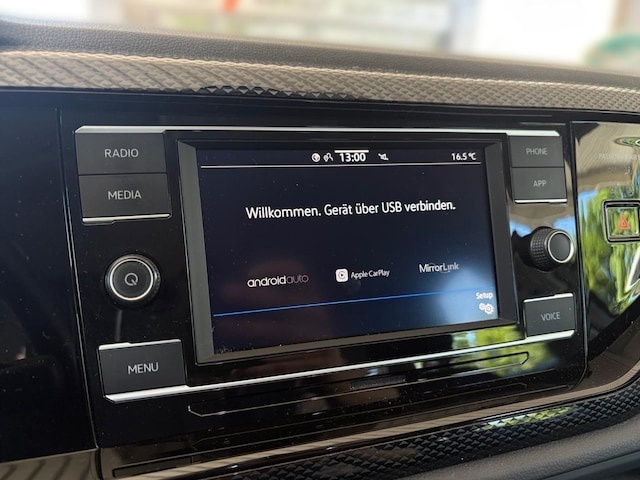 RADIO
MEDIA
MENU
13:00
16.5°C
Willkommen. Gerät über USB verbinden.
androidauto
Apple CarPlay
MirrorLink
Setup
PHONE
APP
VOICE